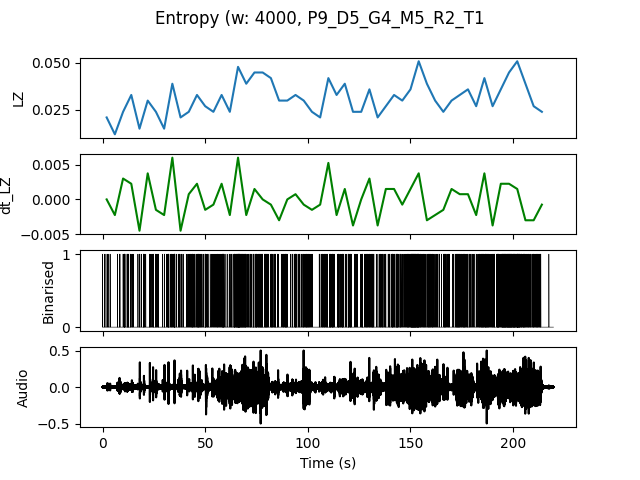 Entropy (w: 4000, P9_D5_G4_M5_R2_T1
0.050
0.025
LZ
0.005
0.000
−0.005
dt_LZ
1
0
Binarised
0.5
0.0
−0.5
Audio
0 50 100 150 200
Time (s)